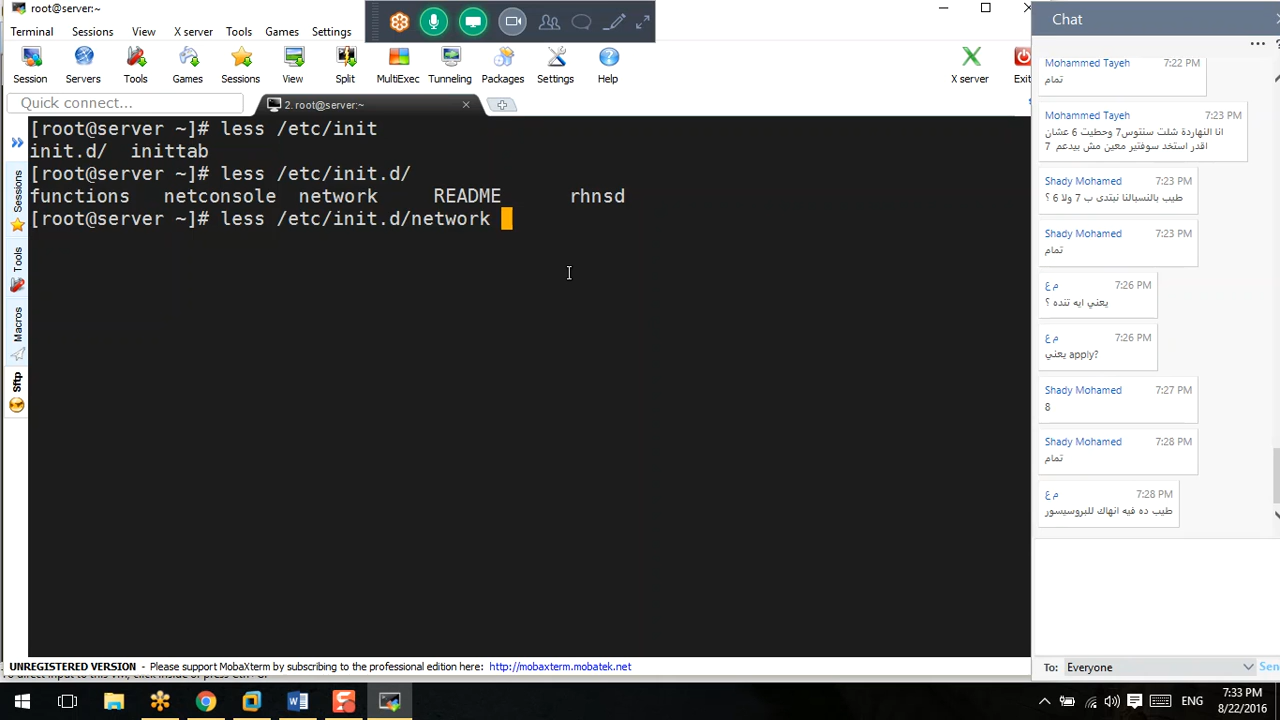 root@server:~
Terminal Sessions View X server Tools Games Settings
Session Servers Tools Games Sessions View Split MultiExec Tunneling Packages Settings Help X server Exit
Quick connect...
2. root@server:~
[root@server ~]# less /etc/init
init.d/ inittab
[root@server ~]# less /etc/init.d/
functions netconsole network README rhnsd
[root@server ~]# less /etc/init.d/network
Sessions
Tools
Macros
Sftp
UNREGISTERED VERSION - Please support MobaXterm by subscribing to the professional edition here: http://mobaxterm.mobatek.net
Chat
Mohammed Tayeh 7:22 PM
تمام
Mohammed Tayeh 7:23 PM
انا النهاردة شلت سنتوس7 وحطيت 6 عشان
اقدر استخد سوفتير معين مش بيدعم 7
Shady Mohamed 7:23 PM
طيب بالنسبالنا نبتدى ب 7 ولا 6 ؟
Shady Mohamed 7:23 PM
تمام
م ع 7:26 PM
يعني ايه تتنده ؟
م ع 7:26 PM
يعني apply?
Shady Mohamed 7:27 PM
8
Shady Mohamed 7:28 PM
تمام
م ع 7:28 PM
طيب ده فيه انهاك للبروسيسور
To: Everyone
ENG
7:33 PM
8/22/2016